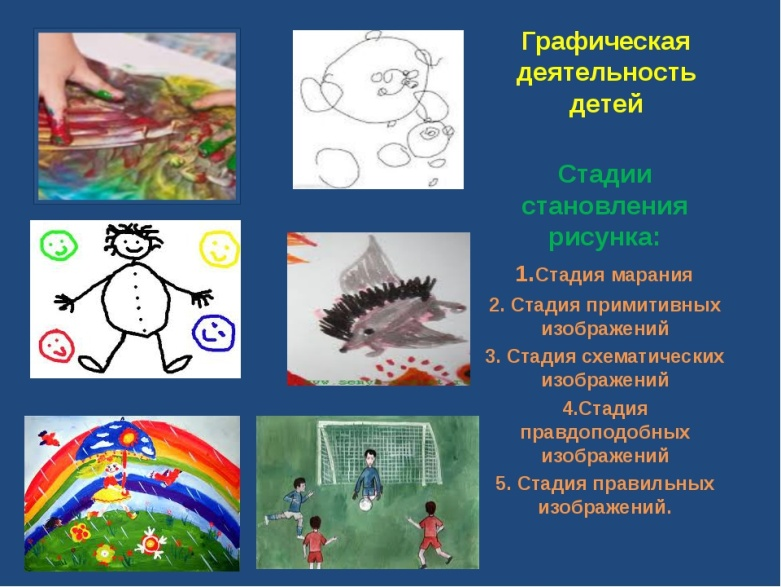 Графическая
деятельность
детей
Стадии
становления
рисунка:
1.Стадия марания
2. Стадия примитивных
изображений
3. Стадия схематических
изображений
4.Стадия
правдоподобных
изображений
5. Стадия правильных
изображений.